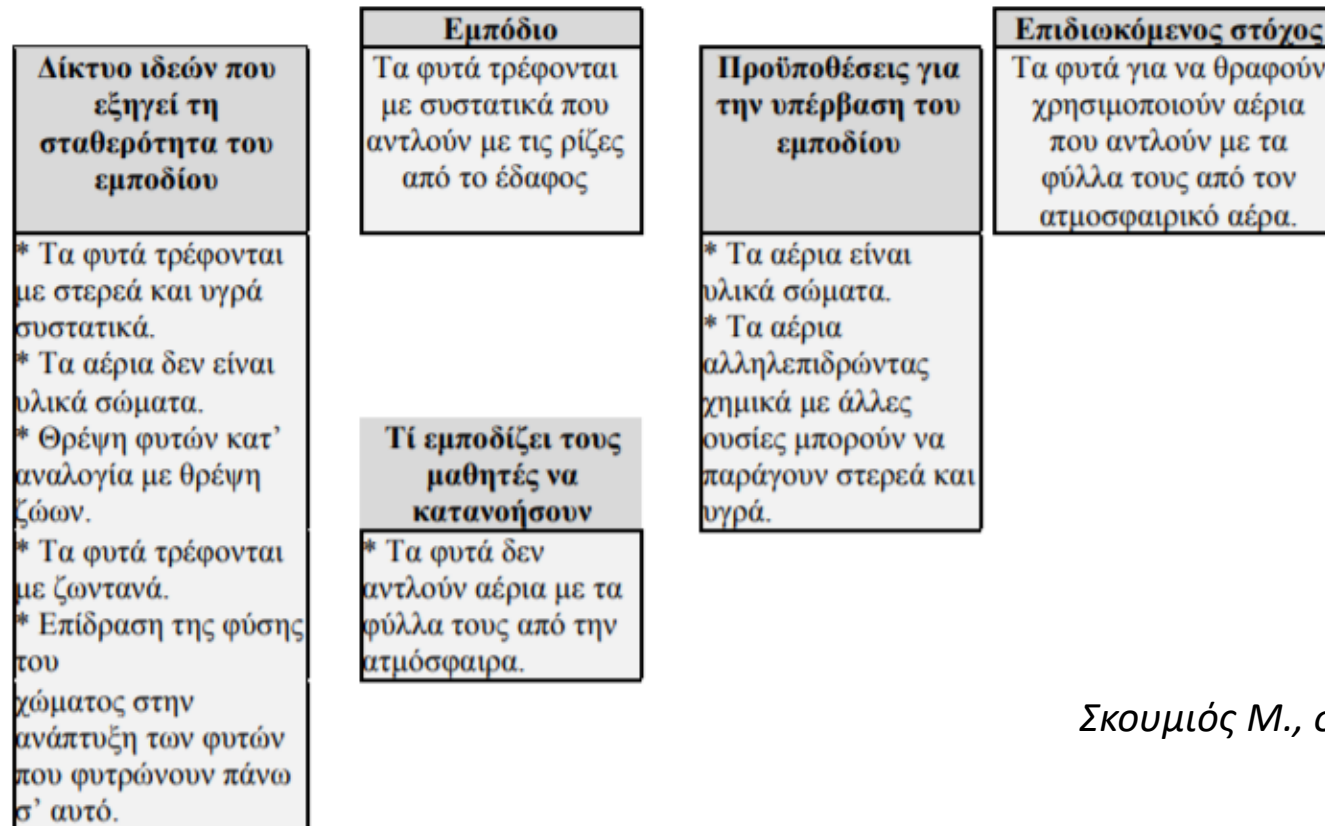 Δίκτυο ιδεών που
εξηγεί τη
σταθερότητα του
εμποδίου
* Τα φυτά τρέφονται
με στερεά και υγρά
συστατικά.
* Τα αέρια δεν είναι
υλικά σώματα.
* Θρέψη φυτών κατ’
αναλογία με θρέψη
ζώων.
* Τα φυτά τρέφονται
με ζωντανά.
* Επίδραση της φύσης
του
χώματος στην
ανάπτυξη των φυτών
που φυτρώνουν πάνω
σ’ αυτό.
Εμπόδιο
Τα φυτά τρέφονται
με συστατικά που
αντλούν με τις ρίζες
από το έδαφος
Τί εμποδίζει τους
μαθητές να
κατανοήσουν
* Τα φυτά δεν
αντλούν αέρια με τα
φύλλα τους από την
ατμόσφαιρα.
Προϋποθέσεις για
την υπέρβαση του
εμποδίου
* Τα αέρια είναι
υλικά σώματα.
* Τα αέρια
αλληλεπιδρώντας
χημικά με άλλες
ουσίες μπορούν να
παράγουν στερεά και
υγρά.
Επιδιωκόμενος στόχος
Τα φυτά για να θραφούν
χρησιμοποιούν αέρια
που αντλούν με τα
φύλλα τους από τον
ατμοσφαιρικό αέρα.
Σκουμιός Μ.,